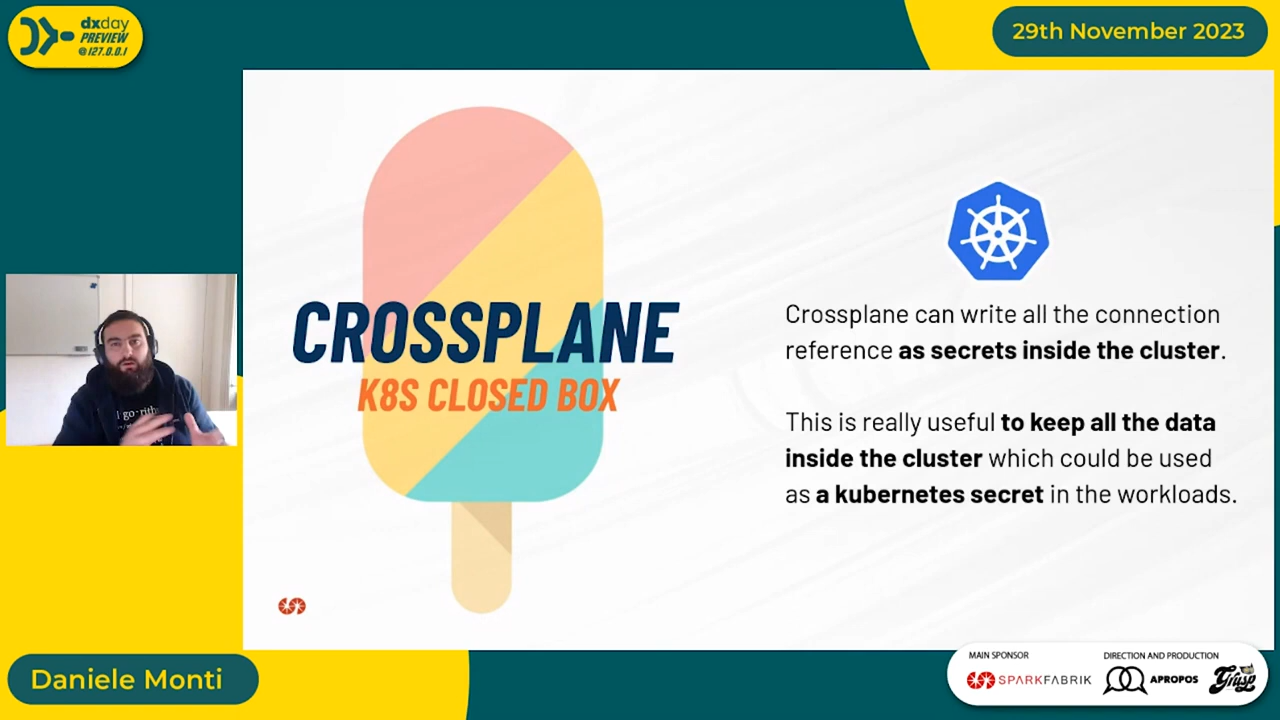 dxday
PREVIEW
@127.0.0.1
29th November 2023
CROSSPLANE
K8S CLOSED BOX
Crossplane can write all the connection
reference as secrets inside the cluster.
This is really useful to keep all the data
inside the cluster which could be used
as a kubernetes secret in the workloads.
Daniele Monti
MAIN SPONSOR
SPARKFABRIK
DIRECTION AND PRODUCTION
APROPOS
Grusp